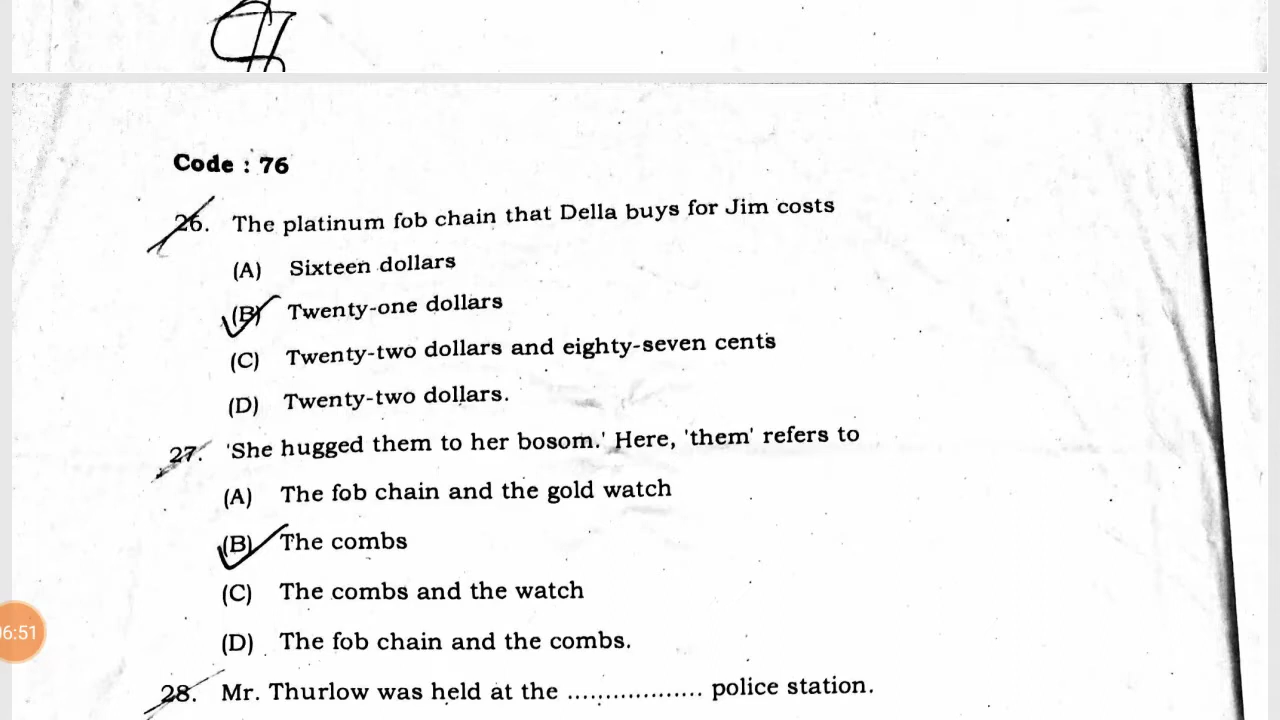 Code : 76
26. The platinum fob chain that Della buys for Jim costs
(A) Sixteen dollars
(B) Twenty-one dollars
(C) Twenty-two dollars and eighty-seven cents
(D) Twenty-two dollars.
27. 'She hugged them to her bosom.' Here, 'them' refers to
(A) The fob chain and the gold watch
(B) The combs
(C) The combs and the watch
(D) The fob chain and the combs.
06:51
28. Mr. Thurlow was held at the .................. police station.